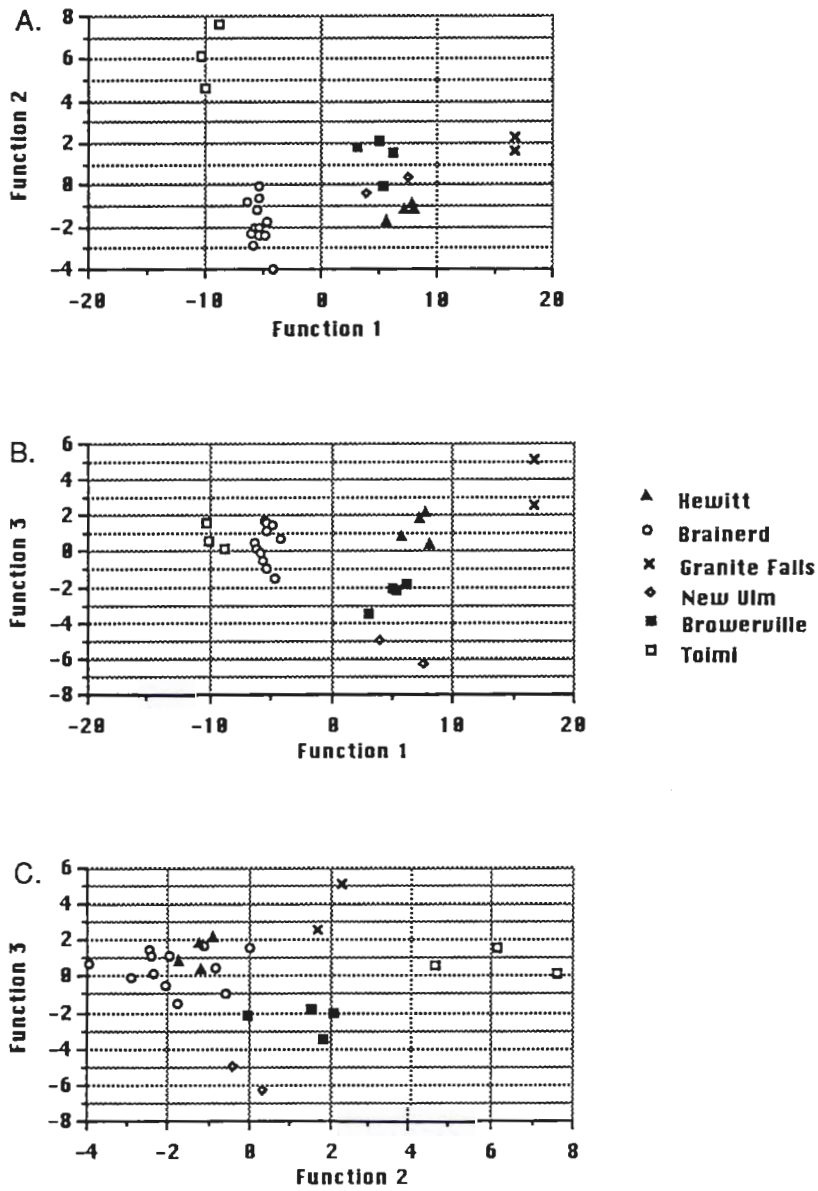 A.
8
6
4
2
0
-2
-4
Function 2
-20
-10
0
10
20
Function 1
B.
6
4
2
0
-2
-4
-6
-8
Function 3
-20
-10
0
10
20
Function 1
Hewitt
Brainerd
Granite Falls
New Ulm
Browerville
Toimi
C.
6
4
2
0
-2
-4
-6
-8
Function 3
-4
-2
0
2
4
6
8
Function 2